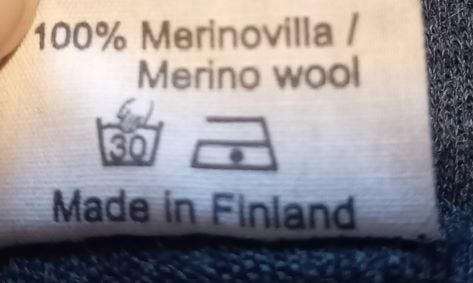 100% Merinovilla /
Merino wool
30
Made in Finland